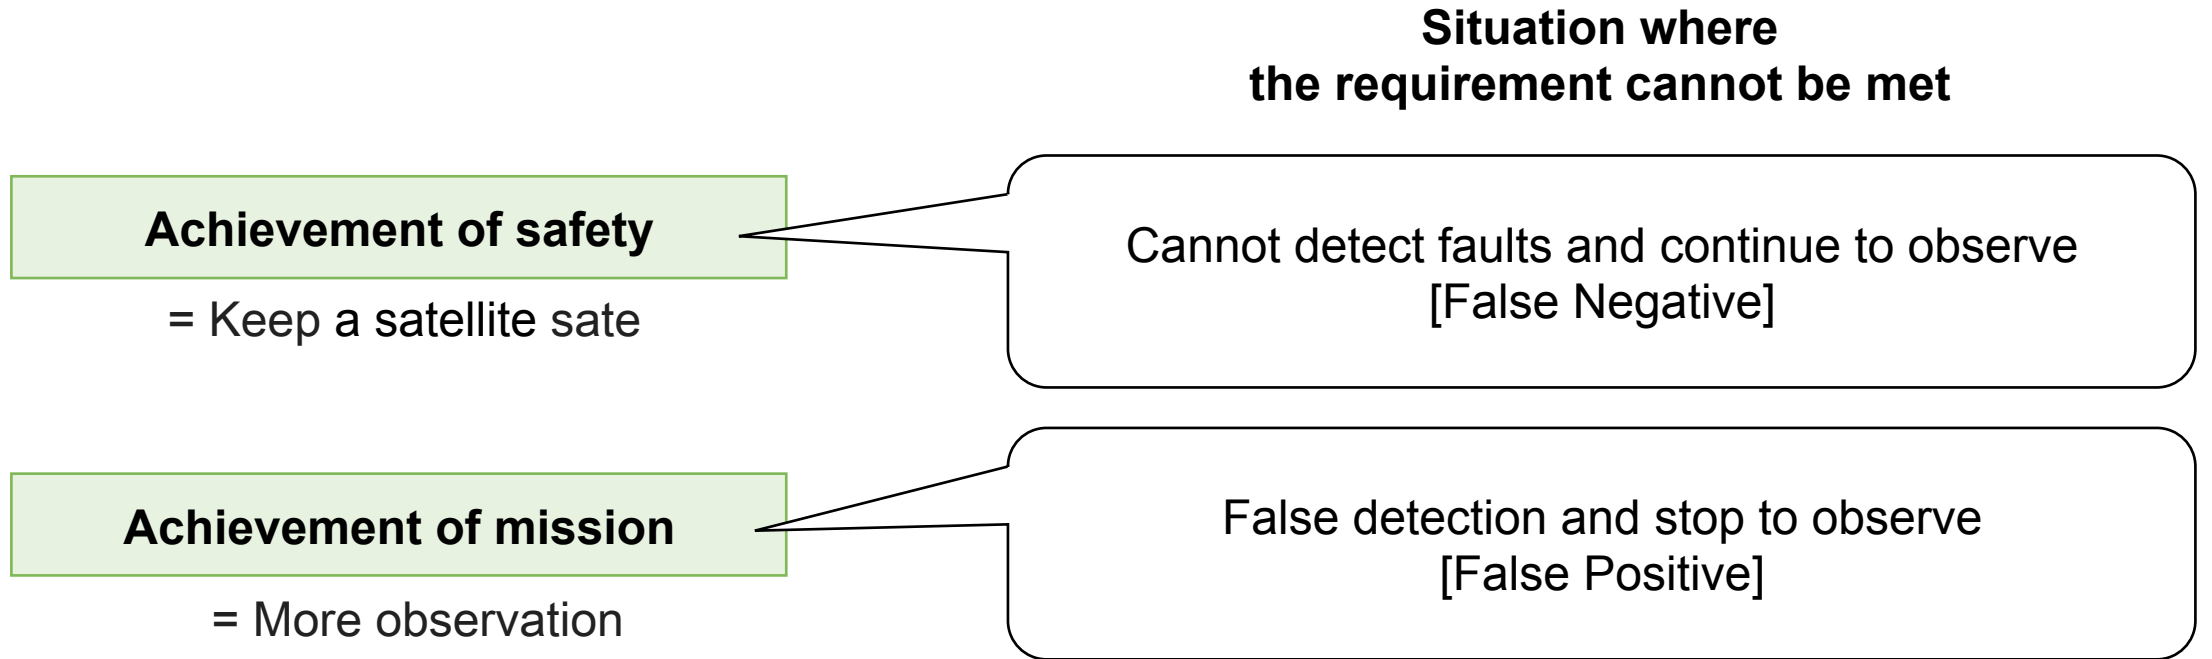 Situation where
the requirement cannot be met
Achievement of safety
= Keep a satellite sate
Cannot detect faults and continue to observe
[False Negative]
Achievement of mission
= More observation
False detection and stop to observe
[False Positive]